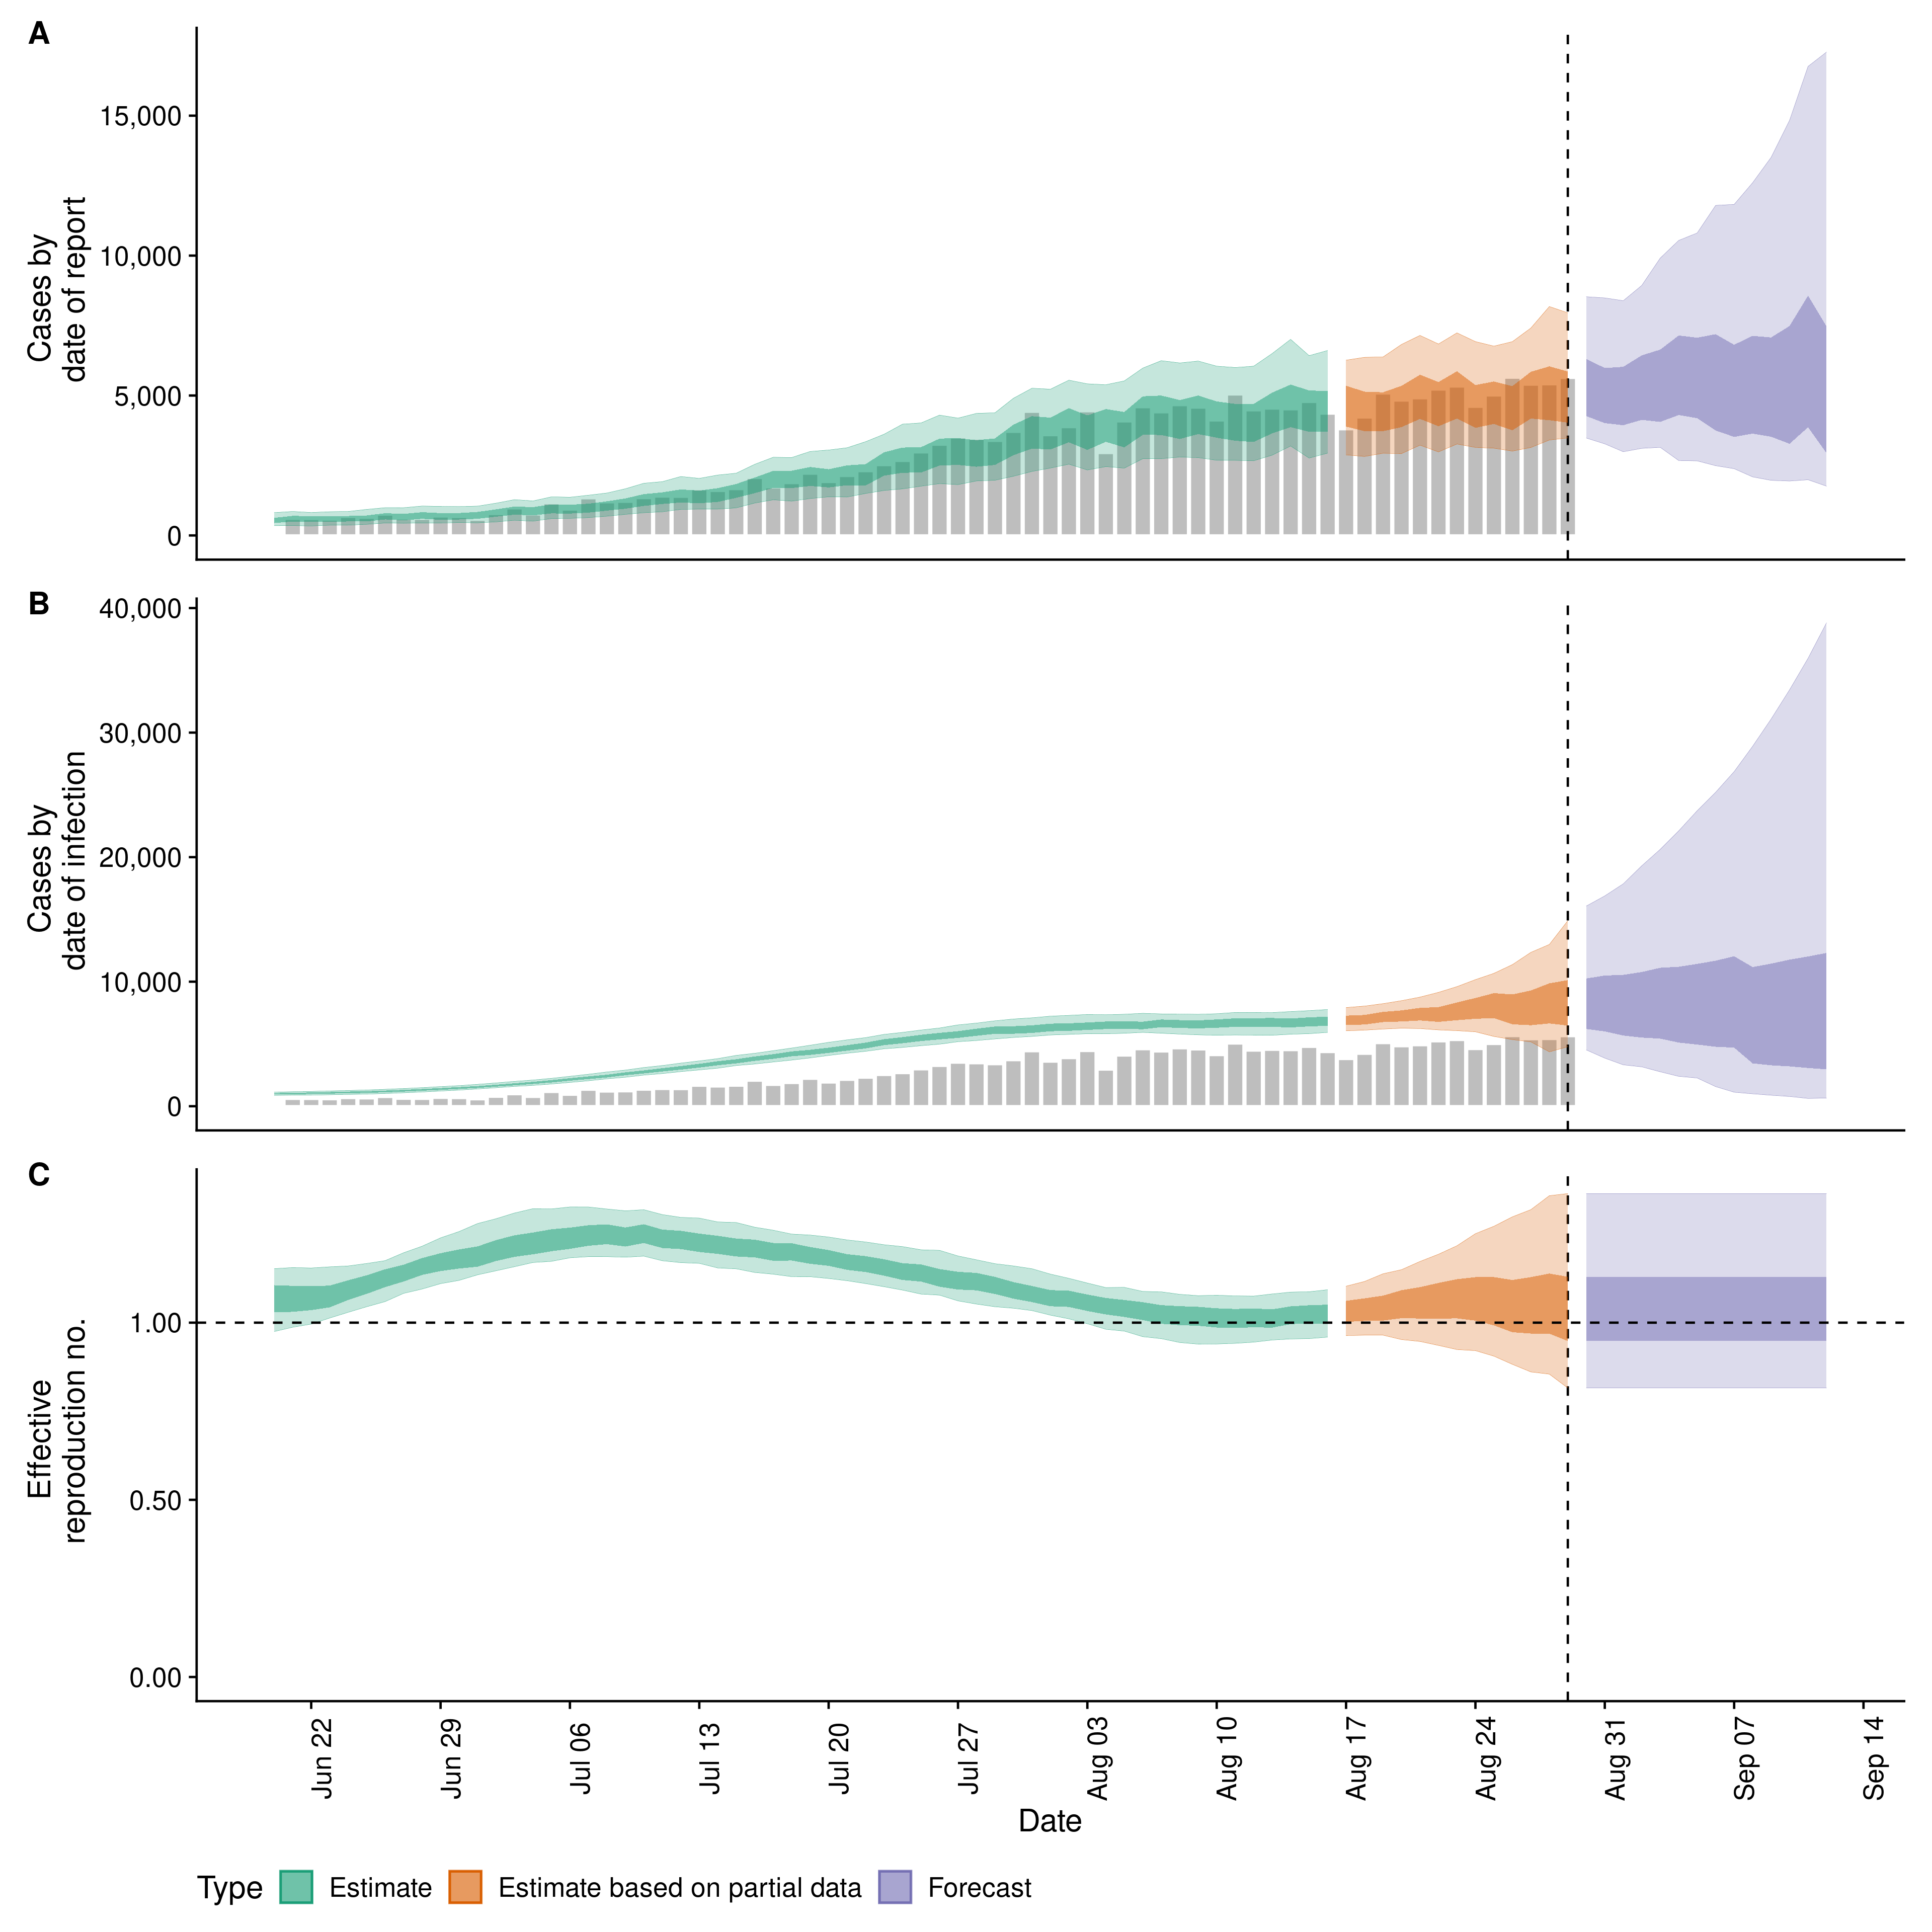 A
Cases by
date of report
15,000
10,000
5,000
0
B
Cases by
date of infection
40,000
30,000
20,000
10,000
0
C
Effective
reproduction no.
1.00
0.50
0.00
Jun 22
Jun 29
Jul 06
Jul 13
Jul 20
Jul 27
Aug 03
Aug 10
Aug 17
Aug 24
Aug 31
Sep 07
Sep 14
Date
Type Estimate Estimate based on partial data Forecast